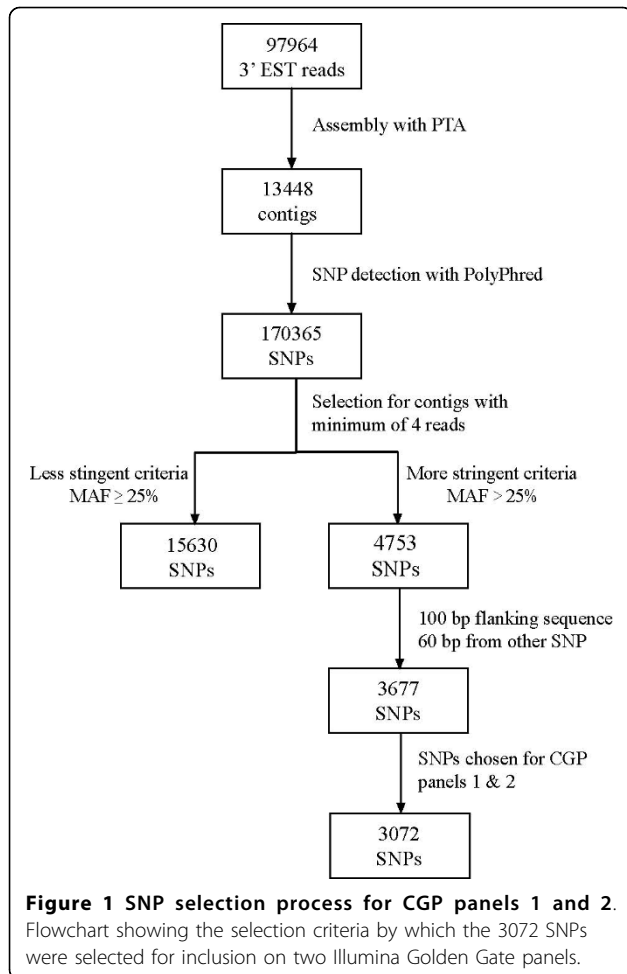 97964
3' EST reads
Assembly with PTA
13448
contigs
SNP detection with PolyPhred
170365
SNPs
Selection for contigs with
minimum of 4 reads
Less stingent criteria
MAF ≥ 25%
More stringent criteria
MAF > 25%
15630
SNPs
4753
SNPs
100 bp flanking sequence
60 bp from other SNP
3677
SNPs
SNPs chosen for CGP
panels 1 & 2
3072
SNPs
Figure 1 SNP selection process for CGP panels 1 and 2.
Flowchart showing the selection criteria by which the 3072 SNPs
were selected for inclusion on two Illumina Golden Gate panels.